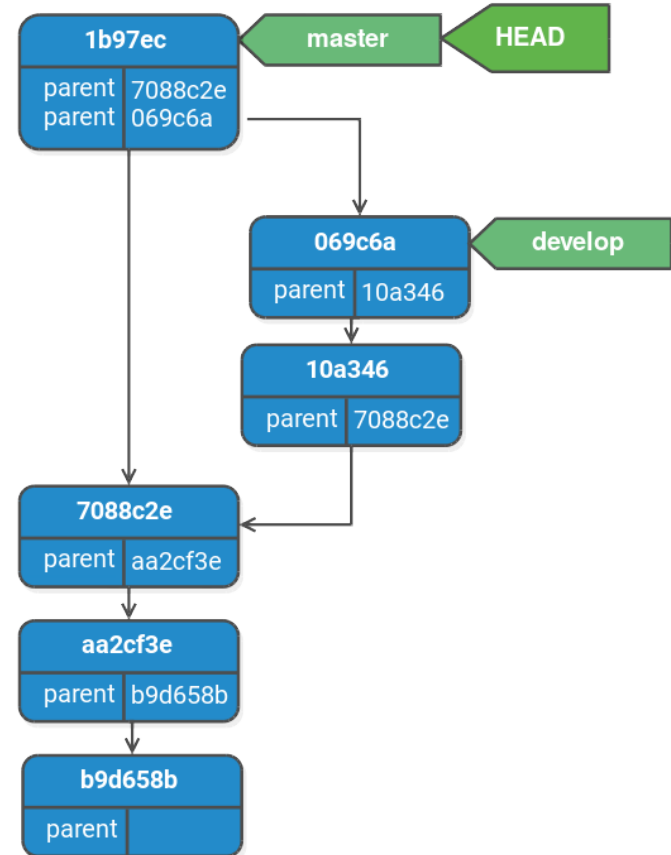 1b97ec
master
HEAD
parent 7088c2e
parent 069c6a
069c6a
develop
parent 10a346
10a346
parent 7088c2e
7088c2e
parent aa2cf3e
aa2cf3e
parent b9d658b
b9d658b
parent